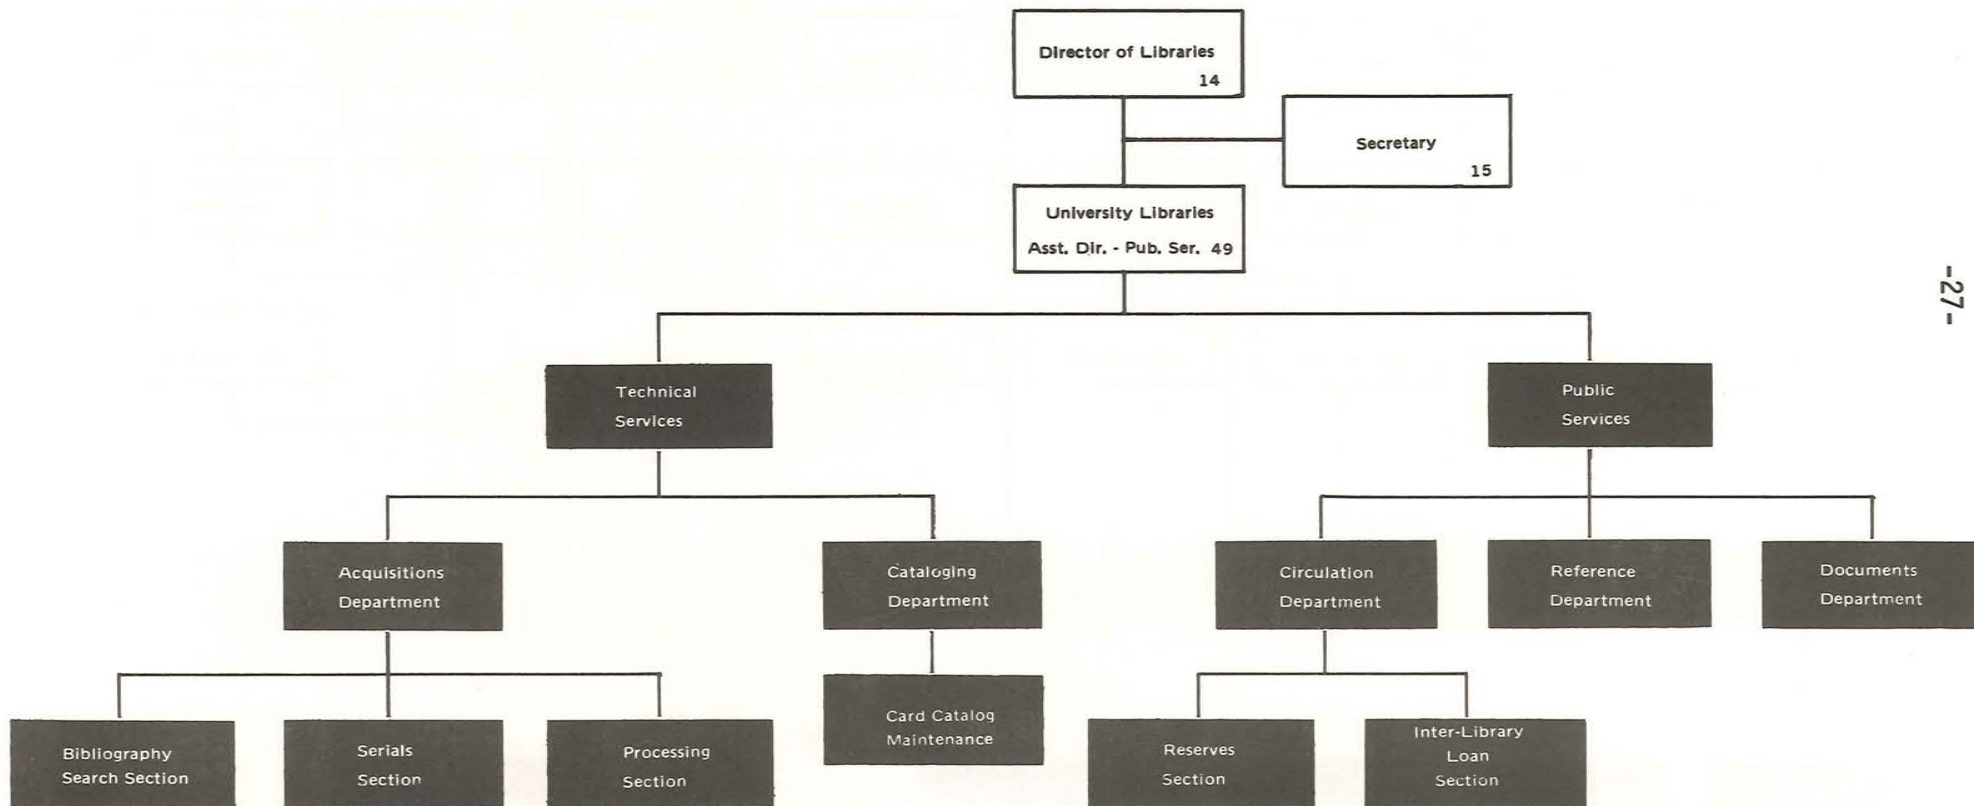 Director of Libraries
14
Secretary
15
University Libraries
Asst. Dir. - Pub. Ser. 49
-27-
Technical
Services
Public
Services
Acquisitions
Department
Cataloging
Department
Circulation
Department
Reference
Department
Documents
Department
Bibliography
Search Section
Serials
Section
Processing
Section
Card Catalog
Maintenance
Reserves
Section
Inter-Library
Loan
Section